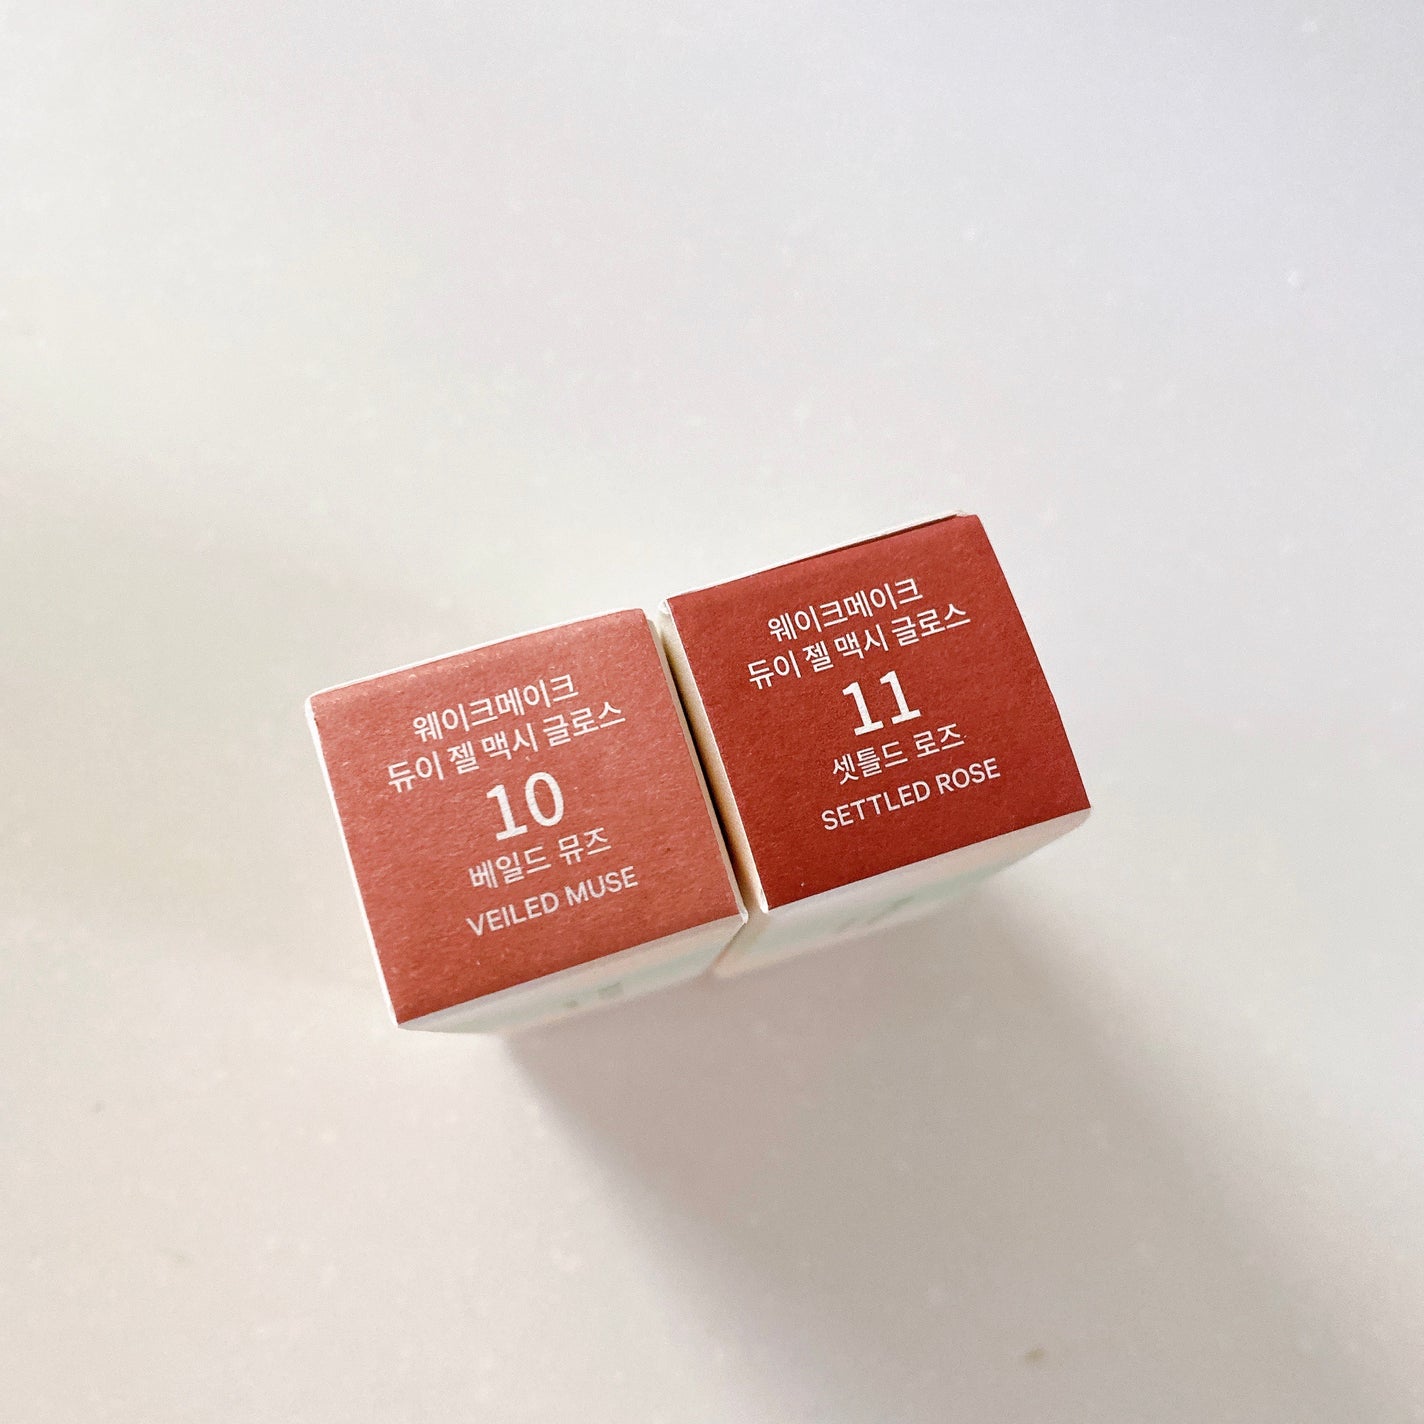 웨이크메이크
듀이 젤 맥시 글로스
10
베일드 뮤즈
VEILED MUSE
웨이크메이크
듀이 젤 맥시 글로스
11
셋틀드 로즈
SETTLED ROSE